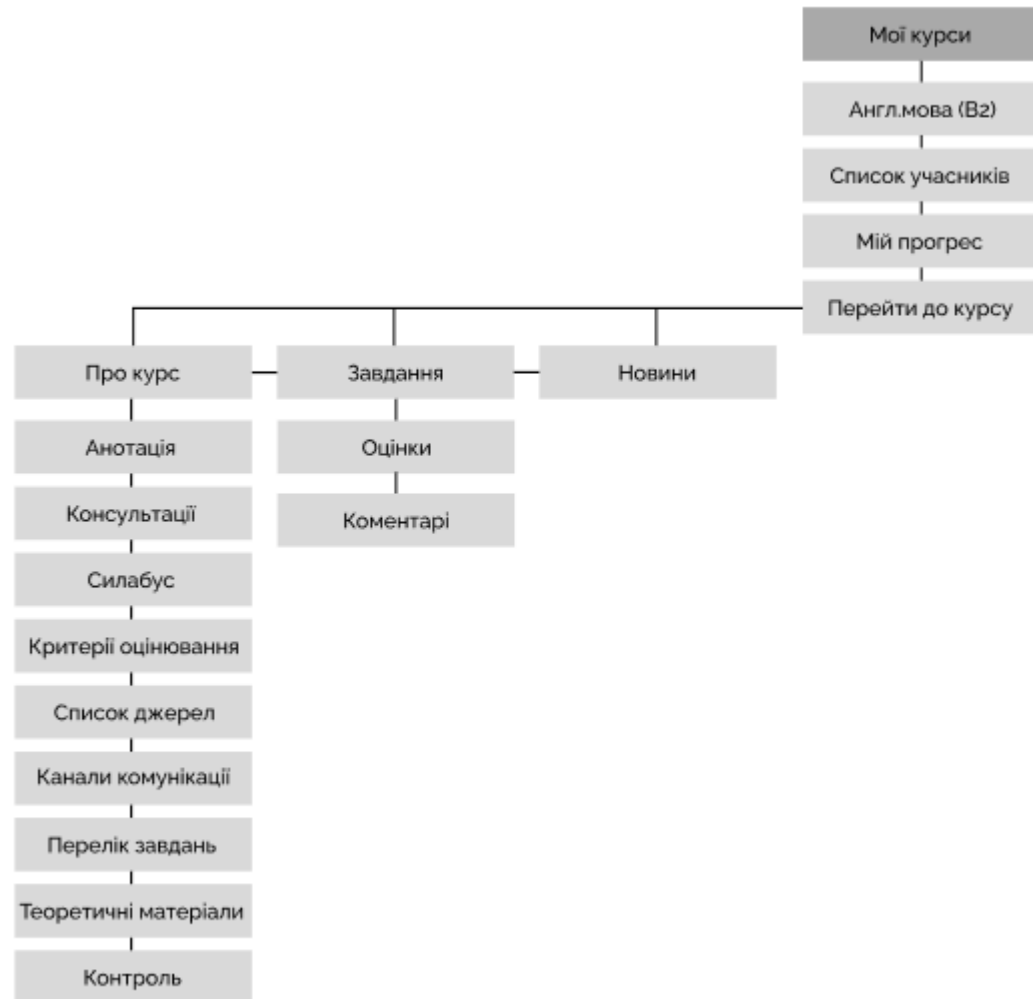 Мої курси
Англ.мова (B2)
Список учасників
Мій прогрес
Перейти до курсу
Про курс
Завдання
Новини
Анотація
Оцінки
Консультації
Коментарі
Силабус
Критерії оцінювання
Список джерел
Канали комунікації
Перелік завдань
Теоретичні матеріали
Контроль